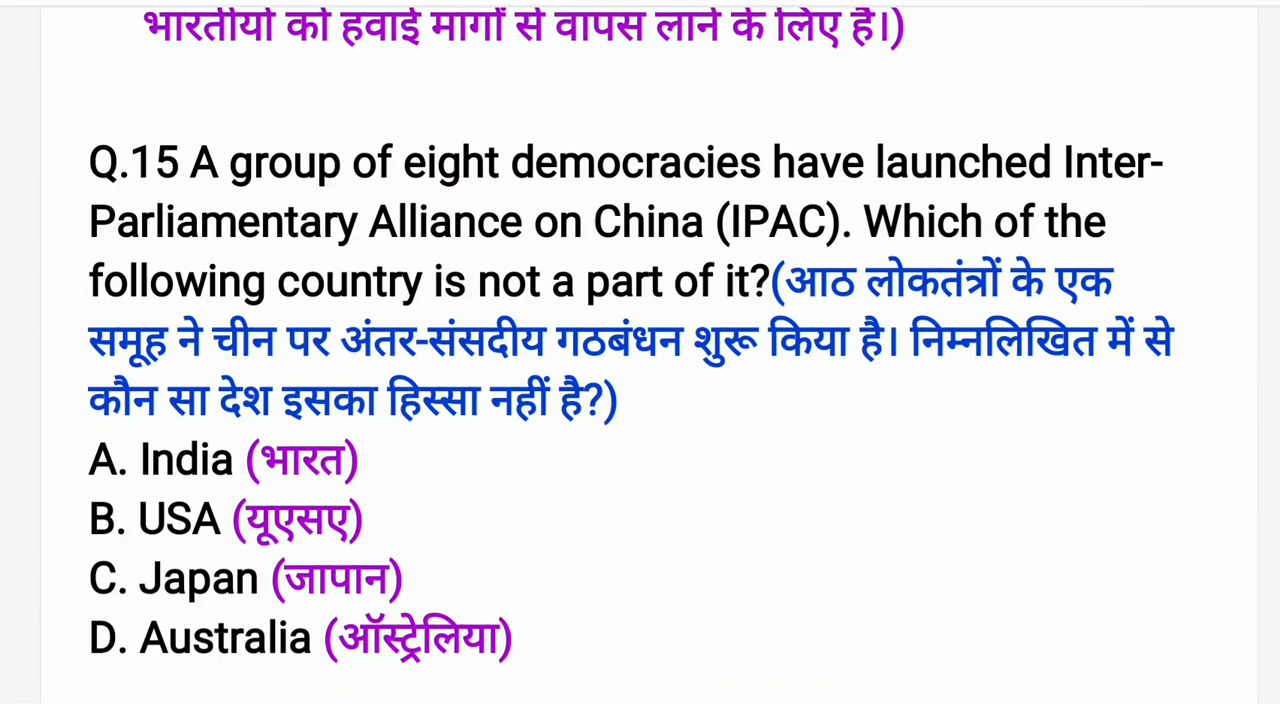 भारतीयों को हवाई मार्गों से वापस लाने के लिए है।)
Q.15 A group of eight democracies have launched Inter-
Parliamentary Alliance on China (IPAC). Which of the
following country is not a part of it?(आठ लोकतंत्रों के एक
समूह ने चीन पर अंतर-संसदीय गठबंधन शुरू किया है। निम्नलिखित में से
कौन सा देश इसका हिस्सा नहीं है?)
A. India (भारत)
B. USA (यूएसए)
C. Japan (जापान)
D. Australia (ऑस्ट्रेलिया)